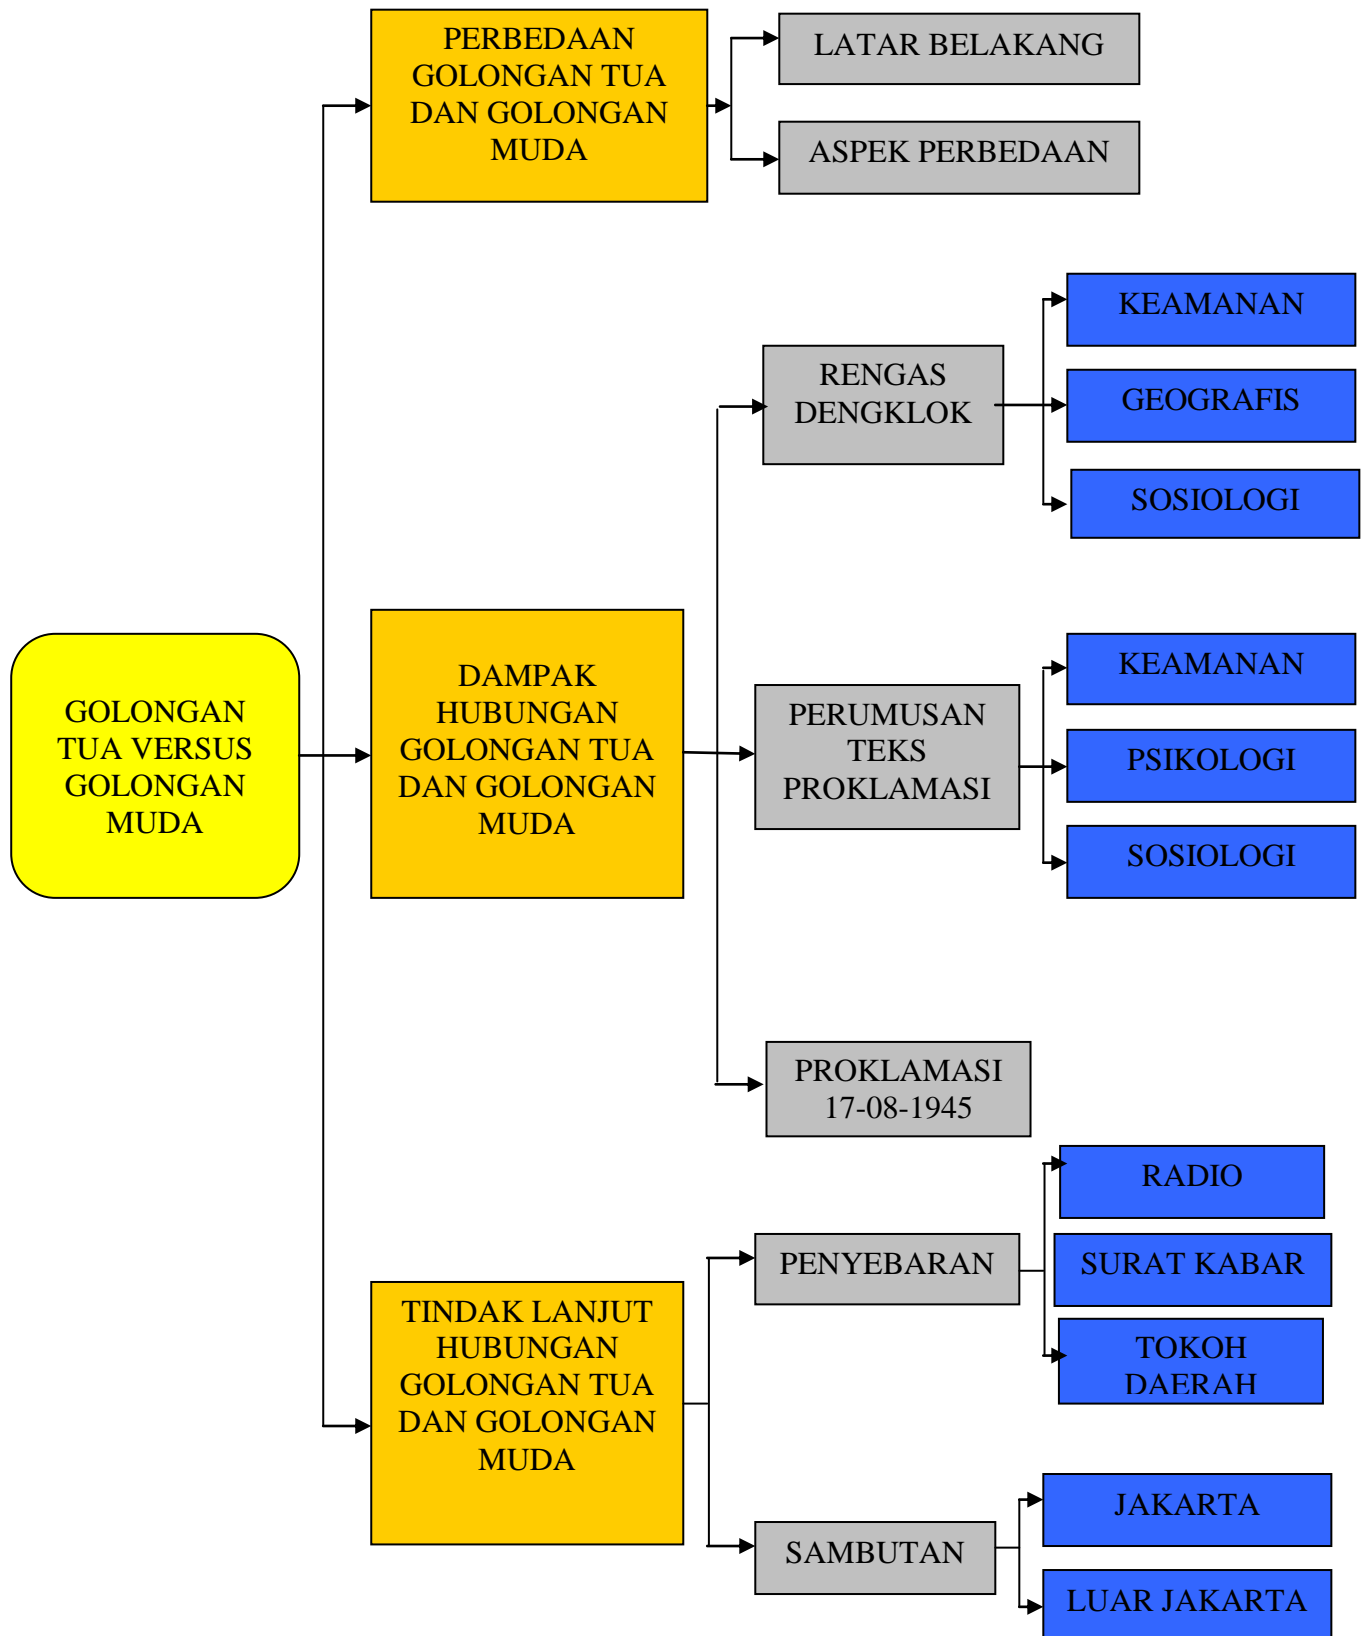 PERBEDAAN
GOLONGAN TUA
DAN GOLONGAN
MUDA
LATAR BELAKANG
ASPEK PERBEDAAN
GOLONGAN
TUA VERSUS
GOLONGAN
MUDA
DAMPAK
HUBUNGAN
GOLONGAN TUA
DAN GOLONGAN
MUDA
RENGAS
DENGKLOK
KEAMANAN
GEOGRAFIS
SOSIOLOGI
PERUMUSAN
TEKS
PROKLAMASI
KEAMANAN
PSIKOLOGI
SOSIOLOGI
PROKLAMASI
17-08-1945
TINDAK LANJUT
HUBUNGAN
GOLONGAN TUA
DAN GOLONGAN
MUDA
PENYEBARAN
RADIO
SURAT KABAR
TOKOH
DAERAH
SAMBUTAN
JAKARTA
LUAR JAKARTA